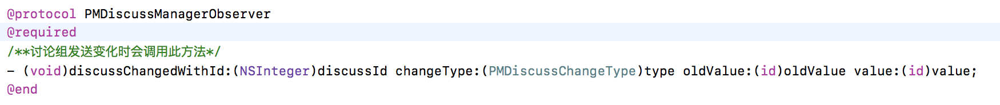 @protocol PMDiscussManagerObserver
@required
/**讨论组发送变化时会调用此方法*/
- (void)discussChangedWithId:(NSInteger)discussId changeType:(PMDiscussChangeType)type oldValue:(id)oldValue value:(id)value;
@end